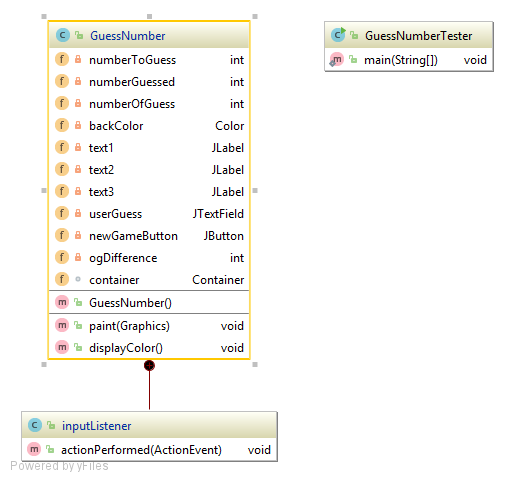 GuessNumber
numberToGuess int
numberGuessed int
numberOfGuess int
backColor Color
text1 JLabel
text2 JLabel
text3 JLabel
userGuess JTextField
newGameButton JButton
ogDifference int
container Container
GuessNumber()
paint(Graphics) void
displayColor() void
GuessNumberTester
main(String[]) void
inputListener
actionPerformed(ActionEvent) void
Powered by yFiles